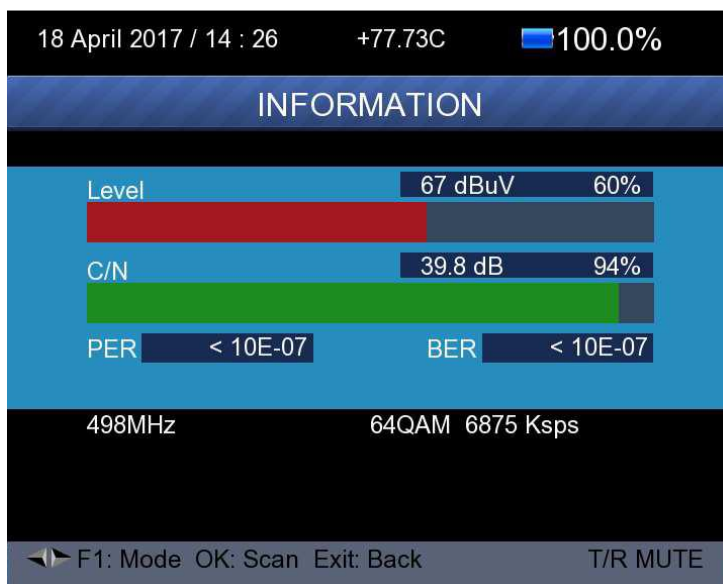 18 April 2017 / 14 : 26 +77.73C 100.0%
INFORMATION
Level 67 dBuV 60%
C/N 39.8 dB 94%
PER < 10E-07 BER < 10E-07
498MHz 64QAM 6875 Ksps
F1: Mode OK: Scan Exit: Back T/R MUTE